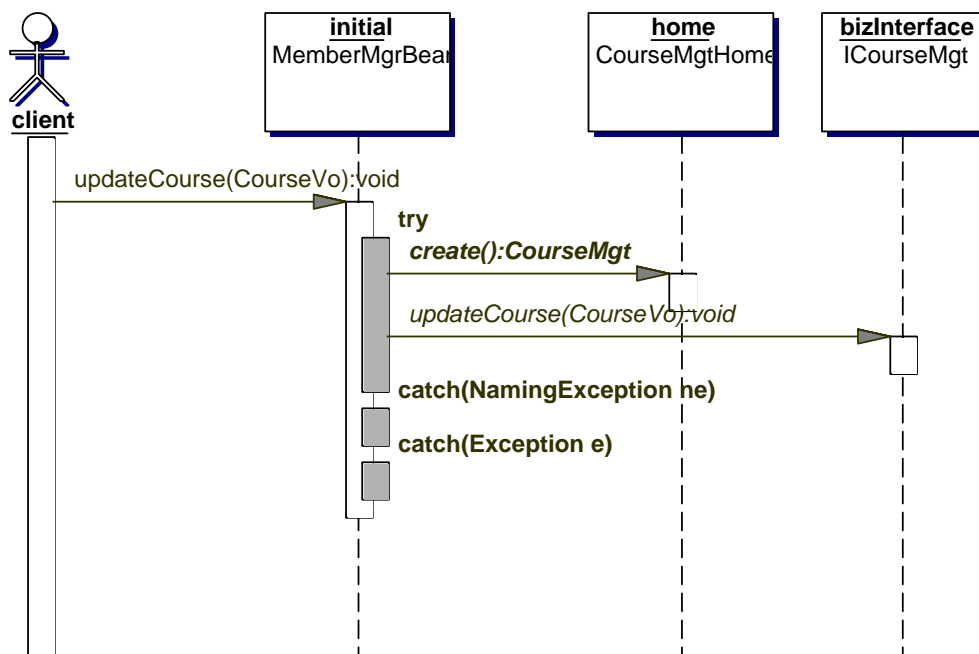 initial
MemberMgrBean
home
CourseMgtHome
bizInterface
ICourseMgt
client
updateCourse(CourseVo):void
try
create():CourseMgt
updateCourse(CourseVo):void
catch(NamingException ne)
catch(Exception e)